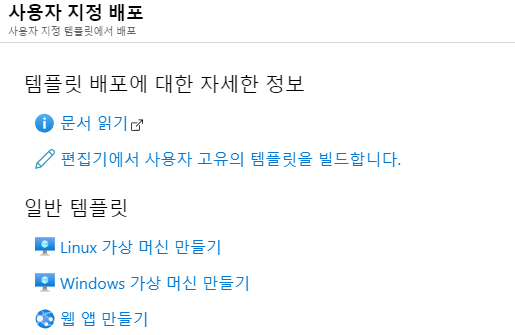 사용자 지정 배포
사용자 지정 템플릿에서 배포
템플릿 배포에 대한 자세한 정보
문서 읽기
편집기에서 사용자 고유의 템플릿을 빌드합니다.
일반 템플릿
Linux 가상 머신 만들기
Windows 가상 머신 만들기
웹 앱 만들기